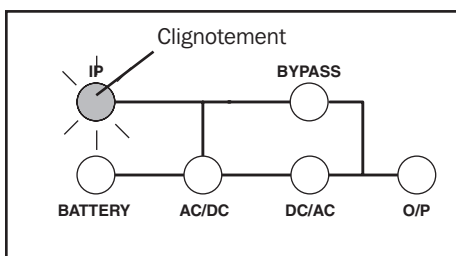 Clignotement
IP
BYPASS
BATTERY
AC/DC
DC/AC
O/P